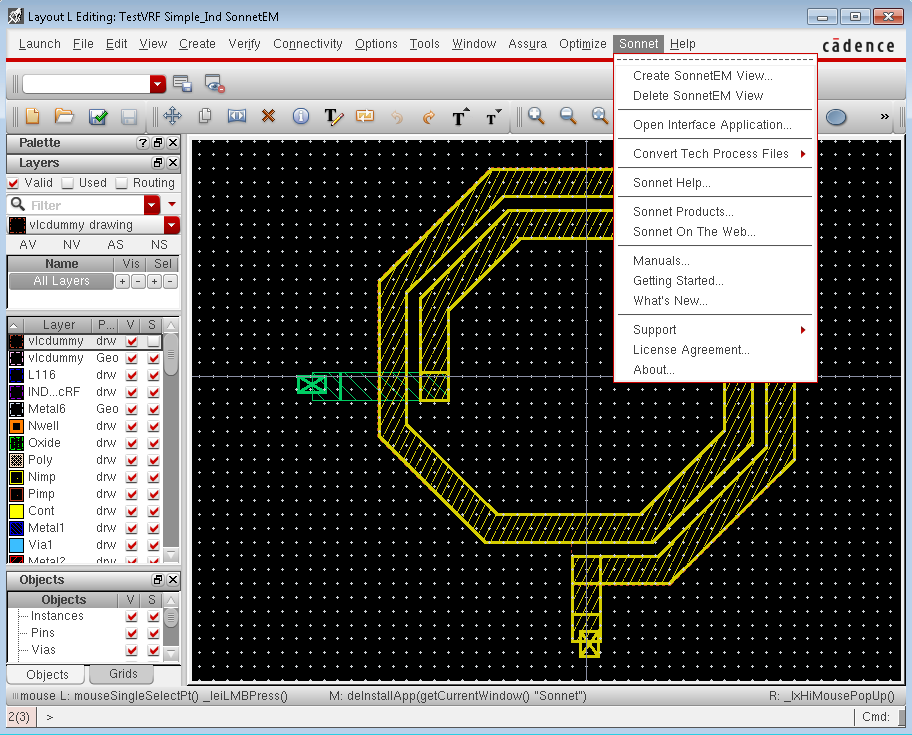 Layout L Editing: TestVRF Simple_Ind SonnetEM
Launch File Edit View Create Verify Connectivity Options Tools Window Assura Optimize Sonnet Help
cādence
Create SonnetEM View...
Delete SonnetEM View
Open Interface Application...
Convert Tech Process Files
Sonnet Help...
Sonnet Products...
Sonnet On The Web...
Manuals...
Getting Started...
What's New...
Support
License Agreement...
About...
»
Palette
Layers
Valid Used Routing
Filter
vlcdummy drawing
AV NV AS NS
Name Vis Sel
All Layers + - + -
Layer P... V S
vlcdummy drw
vlcdummy Geo
L116 drw
IND...cRF drw
Metal6 Geo
Nwell drw
Oxide drw
Poly drw
Nimp drw
Pimp drw
Cont drw
Metal1 drw
Via1 drw
Metal2 drw
Objects
Objects V S
Instances
Pins
Vias
Objects Grids
mouse L: mouseSingleSelectPt() _leiLMBPress() M: deInstallApp(getCurrentWindow() "Sonnet") R: _lxHiMousePopUp()
2(3) > Cmd: